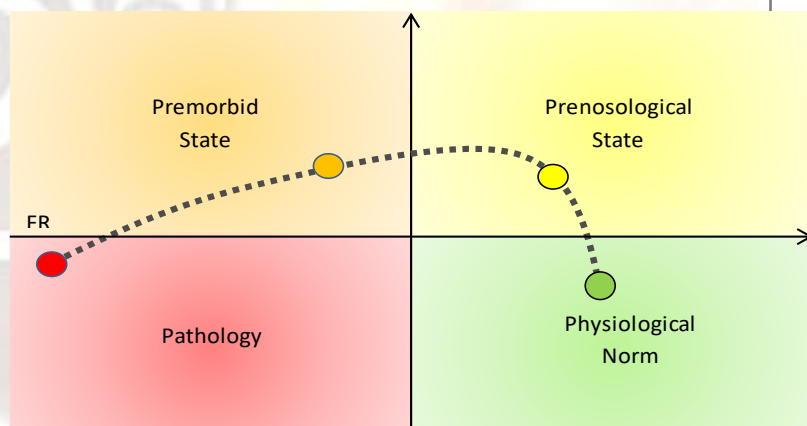 Premorbid
State
Prenosological
State
FR
Pathology
Physiological
Norm